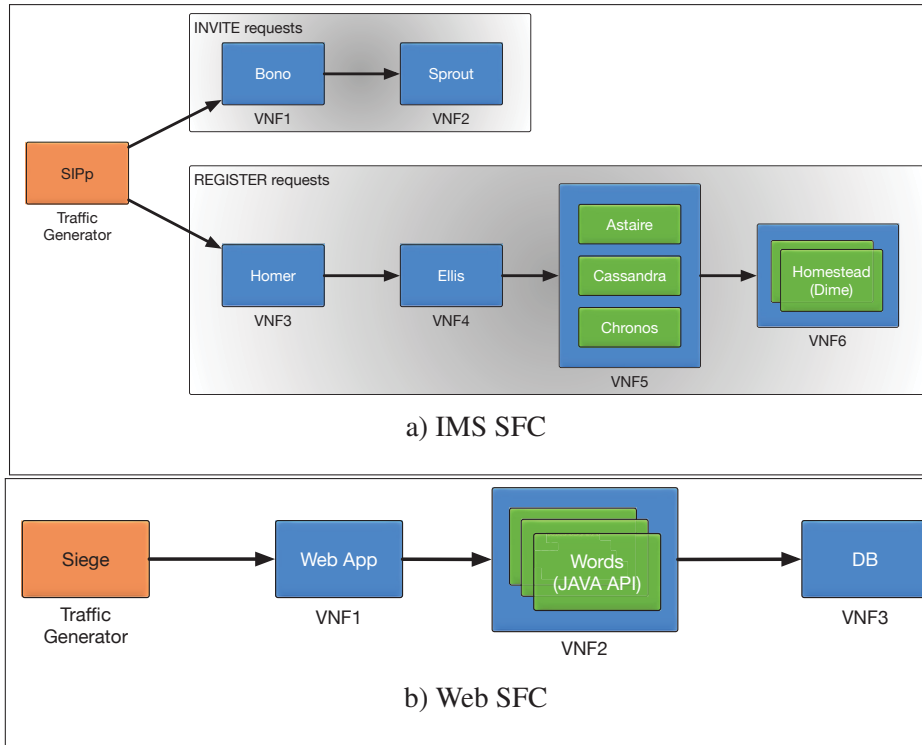 INVITE requests
Bono
Sprout
VNF1
VNF2
SIPp
Traffic
Generator
REGISTER requests
Homer
VNF3
Ellis
VNF4
Astaire
Cassandra
Chronos
VNF5
Homestead
(Dime)
VNF6
a) IMS SFC
Siege
Traffic
Generator
Web App
VNF1
Words
(JAVA API)
VNF2
DB
VNF3
b) Web SFC